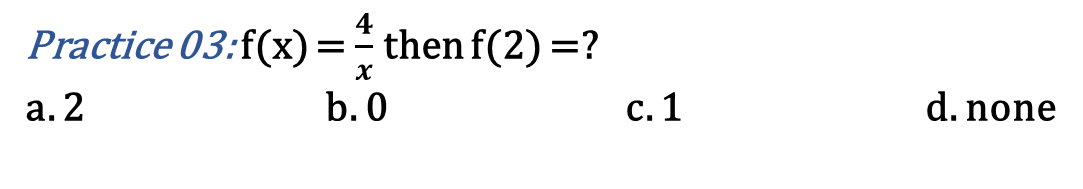 Practice 03: f(x) = 4/x then f(2) =?
a. 2 b. 0 c. 1 d. none